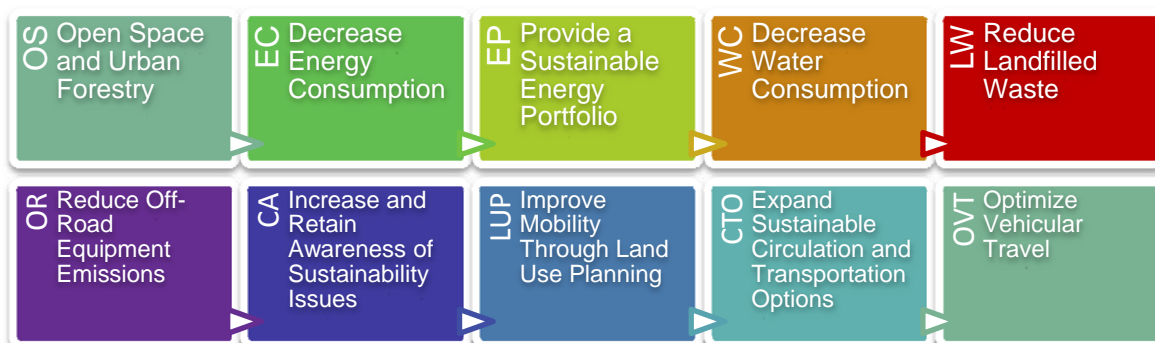 OS
Open Space
and Urban
Forestry
EC
Decrease
Energy
Consumption
EP
Provide a
Sustainable
Energy
Portfolio
WC
Decrease
Water
Consumption
LW
Reduce
Landfilled
Waste
OR
Reduce Off-
Road
Equipment
Emissions
CA
Increase and
Retain
Awareness of
Sustainability
Issues
LUP
Improve
Mobility
Through Land
Use Planning
CTO
Expand
Sustainable
Circulation and
Transportation
Options
OVT
Optimize
Vehicular
Travel